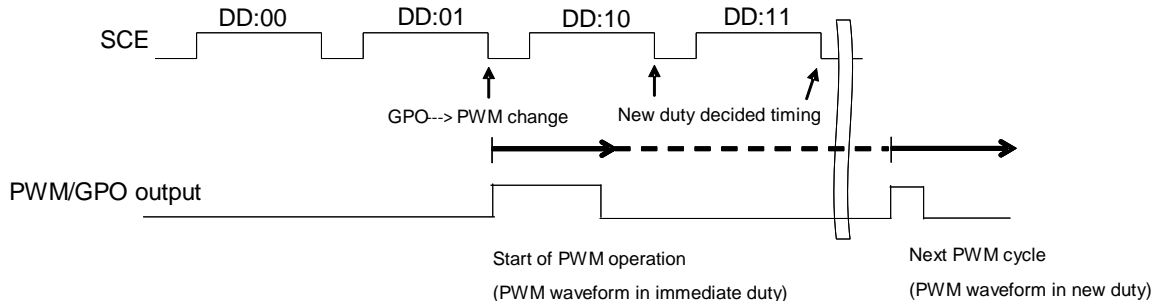 DD:00 DD:01 DD:10 DD:11
SCE
GPO---> PWM change
New duty decided timing
PWM/GPO output
Start of PWM operation
(PWM waveform in immediate duty)
Next PWM cycle
(PWM waveform in new duty)